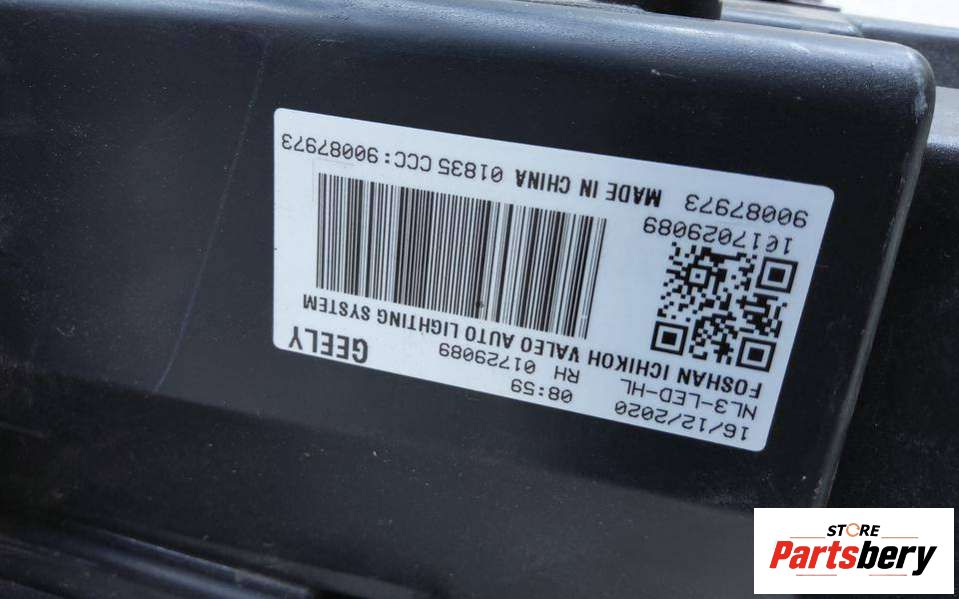 16/12/2020 08:59 GEELY
NL3-LED-HL RH 01729089
FOSHAN ICHIKOH VALEO AUTO LIGHTING SYSTEM
1017029089
90087973 MADE IN CHINA 01835 CCC:90087973
STORE
Partsbery